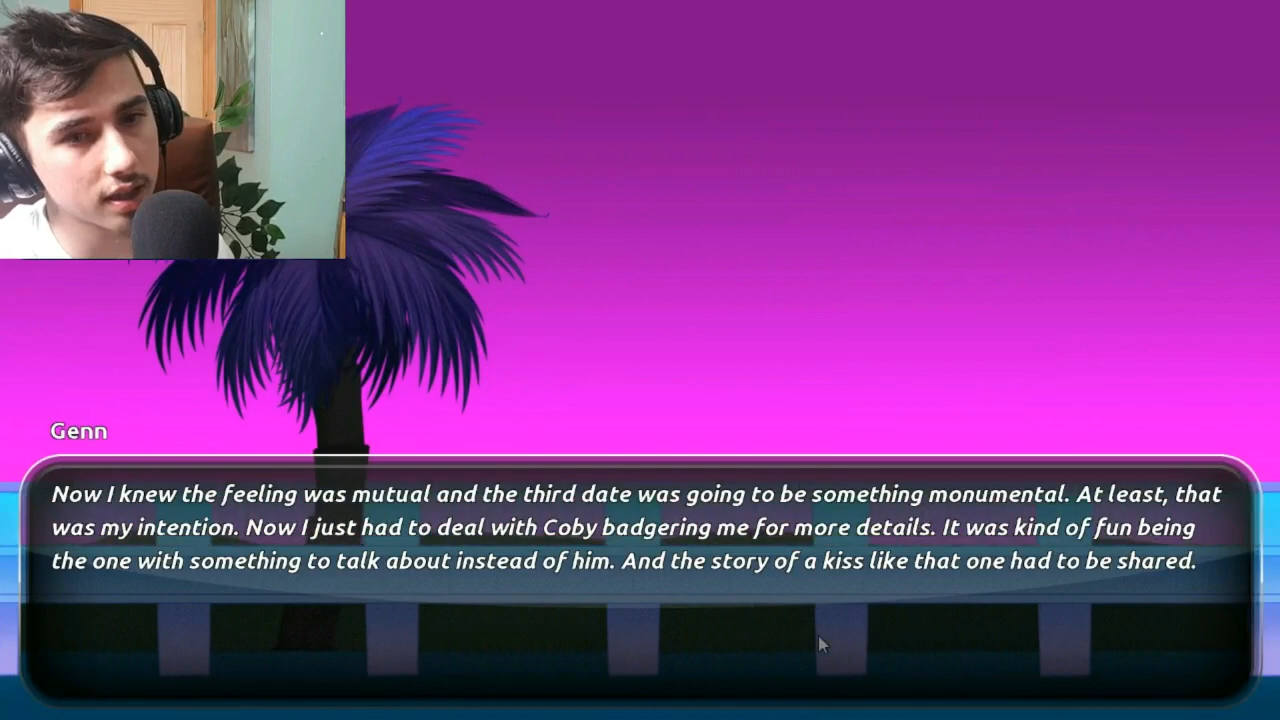 Genn
Now I knew the feeling was mutual and the third date was going to be something monumental. At least, that
was my intention. Now I just had to deal with Coby badgering me for more details. It was kind of fun being
the one with something to talk about instead of him. And the story of a kiss like that one had to be shared.